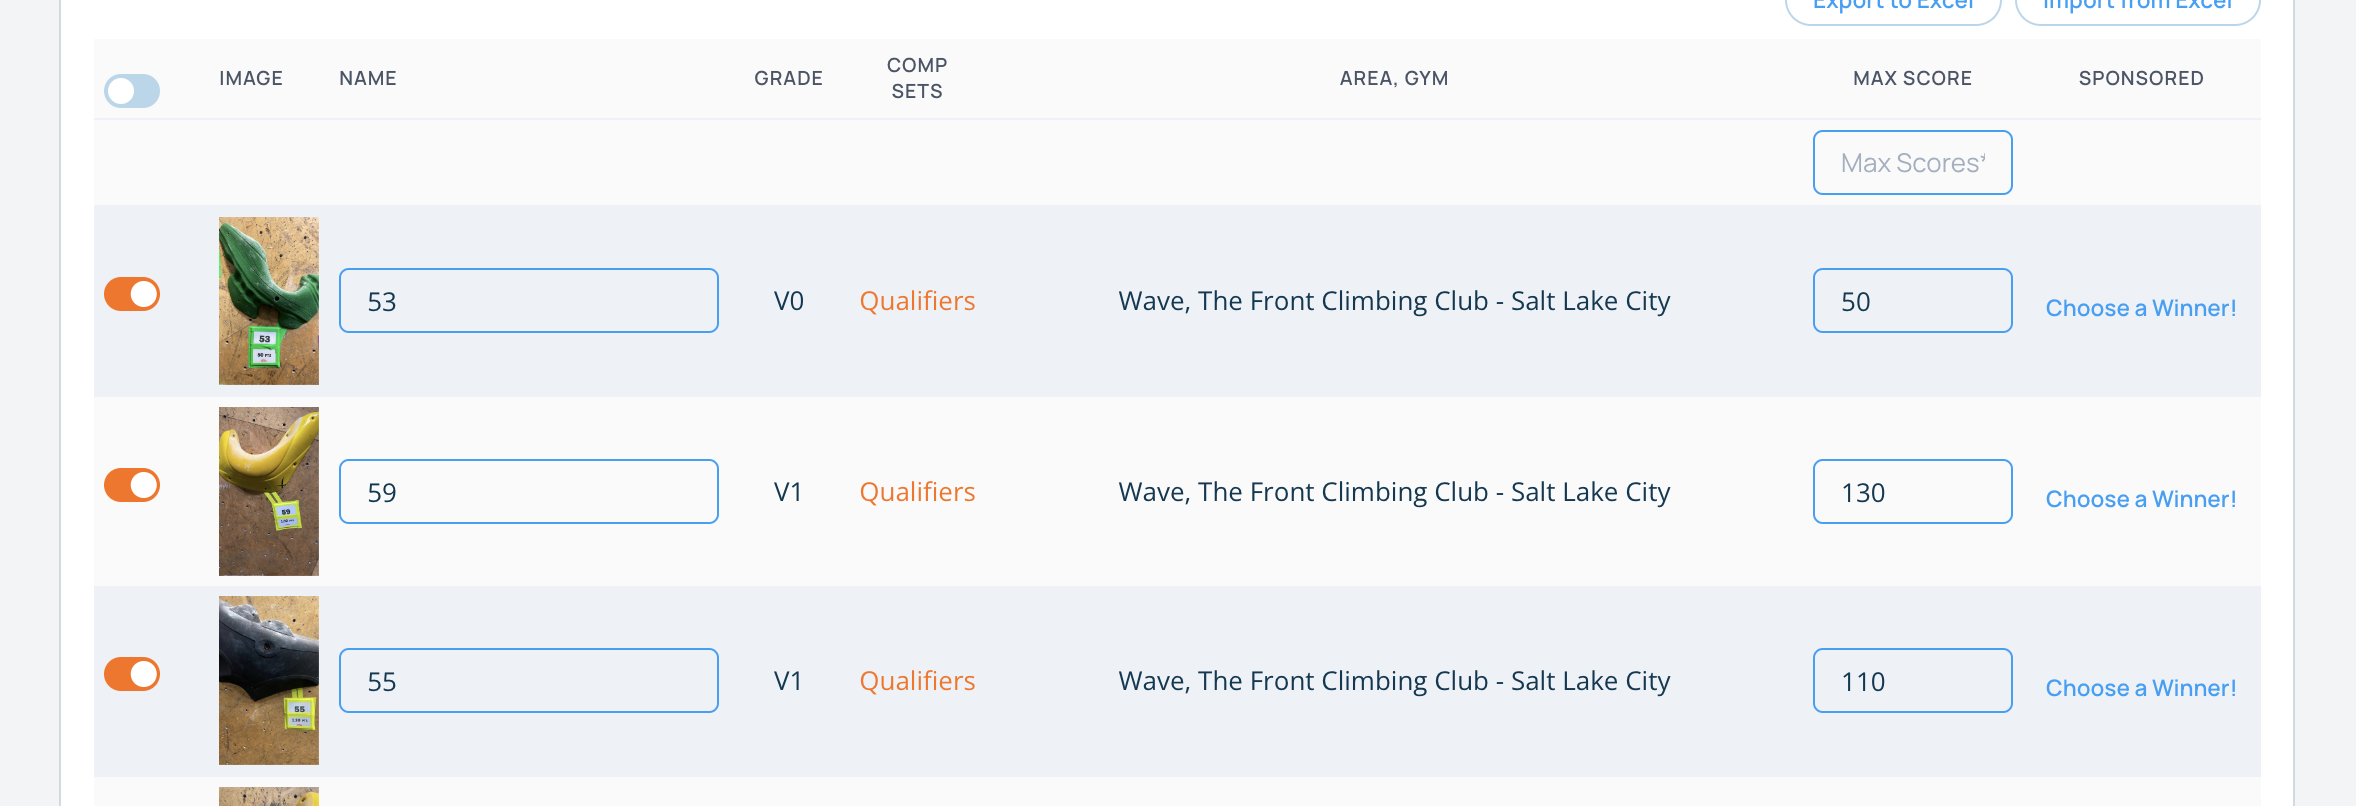 Export to Excel Import from Excel
IMAGE NAME GRADE COMP SETS AREA, GYM MAX SCORE SPONSORED
Max Scores*
53 V0 Qualifiers Wave, The Front Climbing Club - Salt Lake City 50 Choose a Winner!
53
59 V1 Qualifiers Wave, The Front Climbing Club - Salt Lake City 130 Choose a Winner!
59
55 V1 Qualifiers Wave, The Front Climbing Club - Salt Lake City 110 Choose a Winner!
55